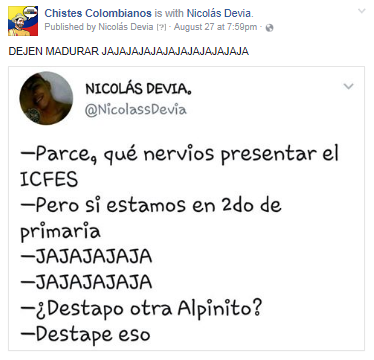 Chistes Colombianos is with Nicolás Devia.
Published by Nicolás Devia [?] · August 27 at 7:59pm ·
DEJEN MADURAR JAJAJAJAJAJAJAJAJAJAJAJA
NICOLÁS DEVIA.
@NicolassDevia
—Parce, qué nervios presentar el
ICFES
—Pero si estamos en 2do de
primaria
—JAJAJAJAJA
—JAJAJAJAJA
—¿Destapo otra Alpinito?
—Destape eso